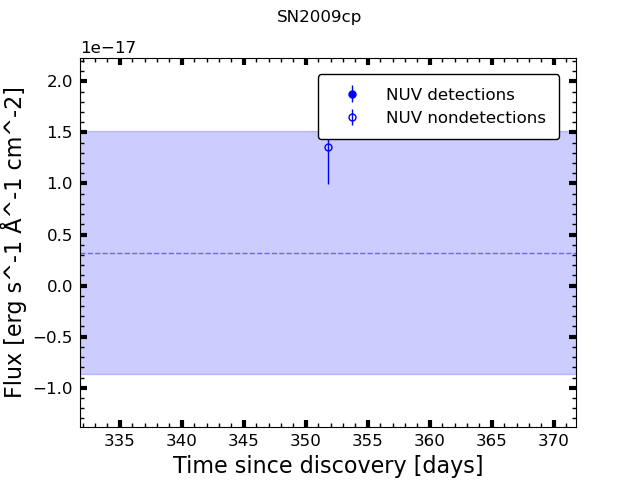 SN2009cp
1e−17
2.0
1.5
1.0
0.5
0.0
−0.5
−1.0
Flux [erg s^-1 Å^-1 cm^-2]
NUV detections
NUV nondetections
335 340 345 350 355 360 365 370
Time since discovery [days]